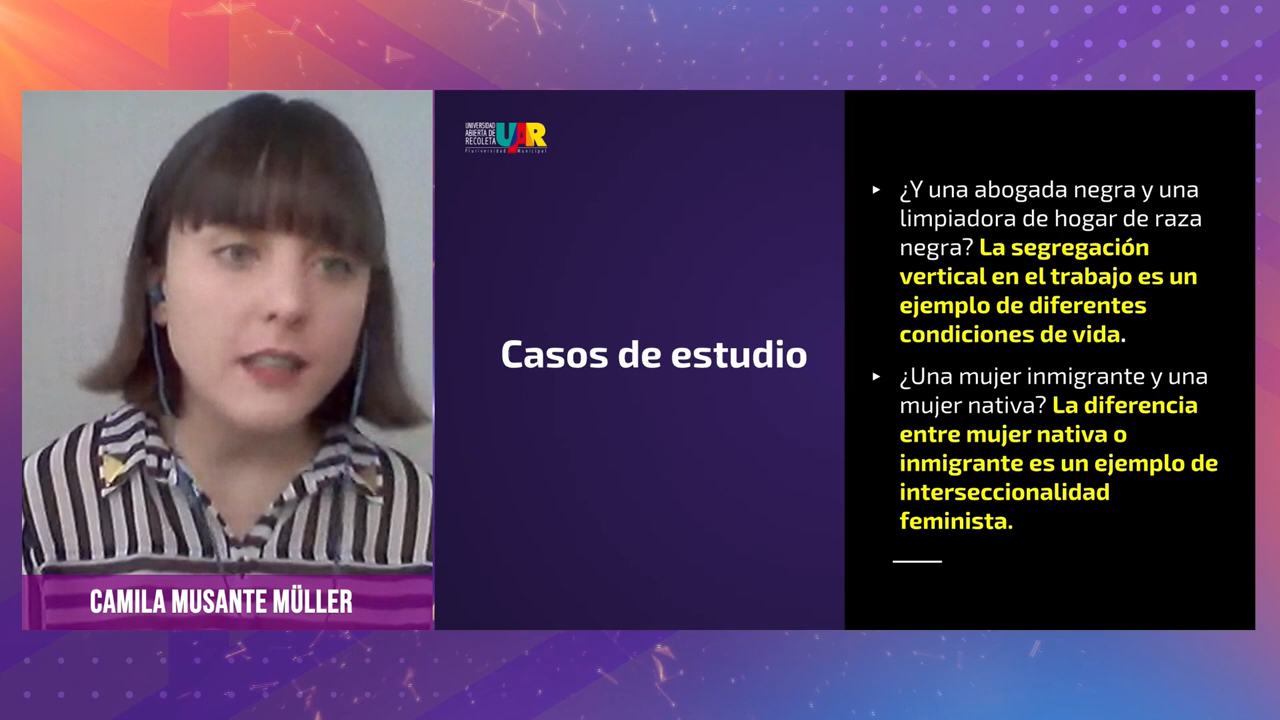 UNIVERSIDAD
ABIERTA DE
RECOLETA
UAR
Pluriversidad Municipal
Casos de estudio
¿Y una abogada negra y una
limpiadora de hogar de raza
negra? La segregación
vertical en el trabajo es un
ejemplo de diferentes
condiciones de vida.
¿Una mujer inmigrante y una
mujer nativa? La diferencia
entre mujer nativa o
inmigrante es un ejemplo de
interseccionalidad
feminista.
CAMILA MUSANTE MÜLLER